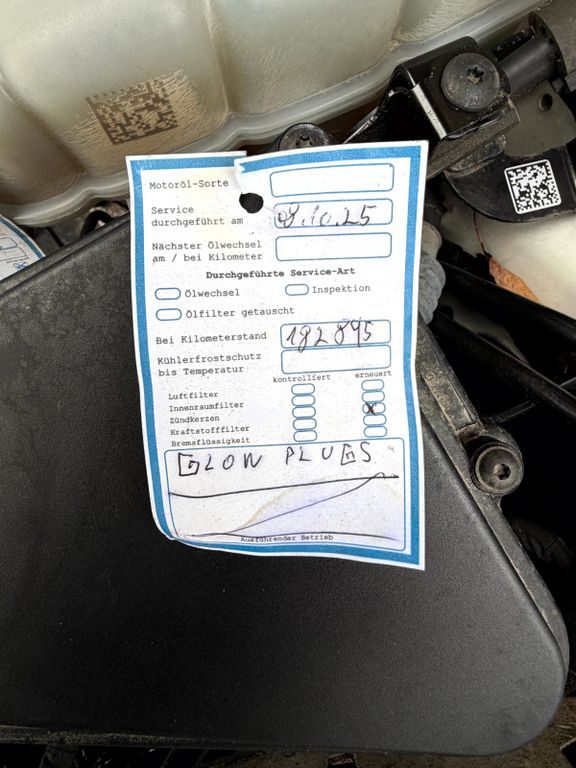 Motoröl-Sorte
Service
durchgeführt am 9.10.25
Nächster Ölwechsel
am / bei Kilometer
Durchgeführte Service-Art
Ölwechsel Inspektion
Ölfilter getauscht
Bei Kilometerstand 182895
Kühlerfrostschutz
bis Temperatur
kontrolliert erneuert
Luftfilter
Innenraumfilter
Zündkerzen x
Kraftstofffilter
Bremsflüssigkeit
GLOW PLUGS
Ausführender Betrieb